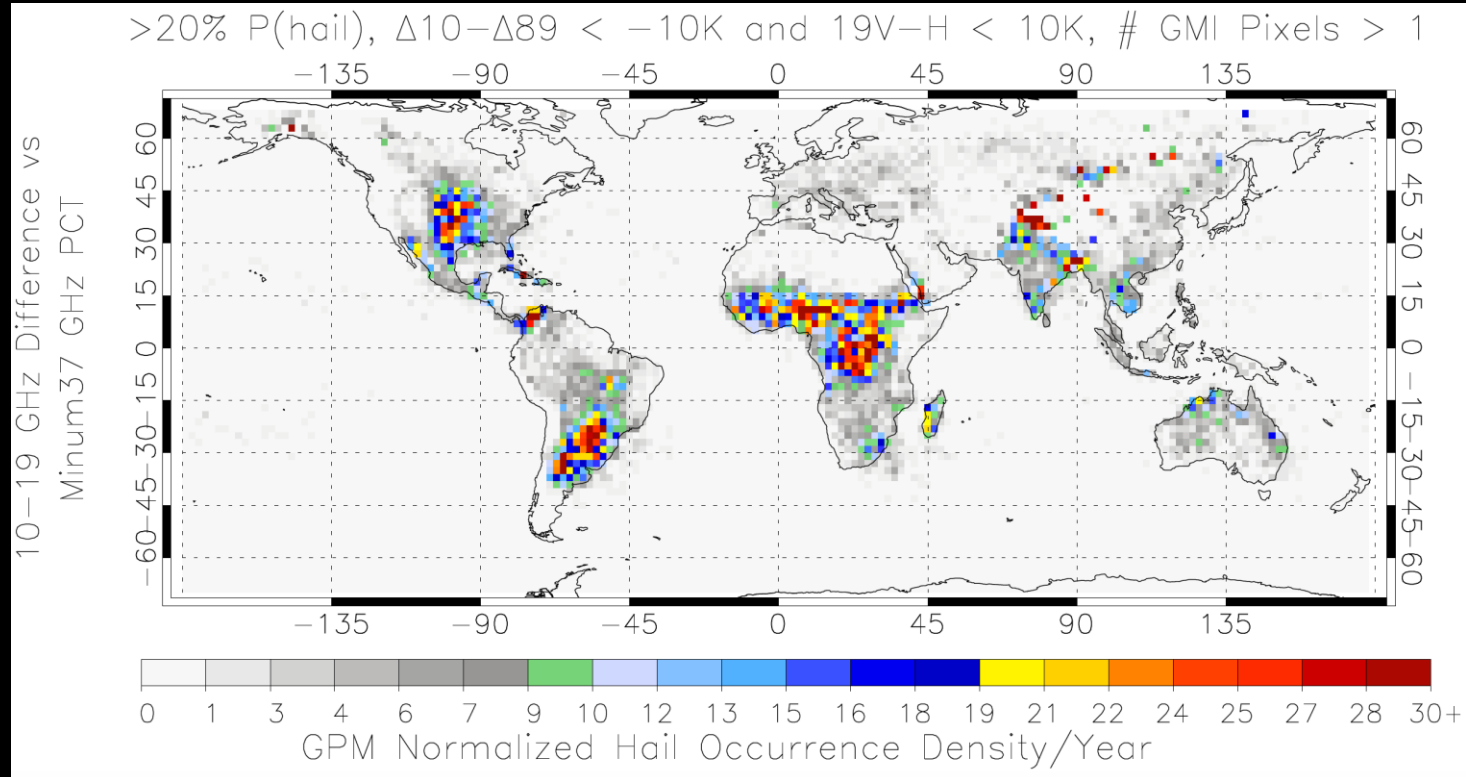 >20% P(hail), Δ10−Δ89 < −10K and 19V−H < 10K, # GMI Pixels > 1
−135 −90 −45 0 45 90 135
10−19 GHz Difference vs
Minum37 GHz PCT
60 60
45 45
30 30
15 15
0 0
−15 −15
−30 −30
−45 −45
−60 −60
−135 −90 −45 0 45 90 135
0 1 3 4 6 7 9 10 12 13 15 16 18 19 21 22 24 25 27 28 30+
GPM Normalized Hail Occurrence Density/Year